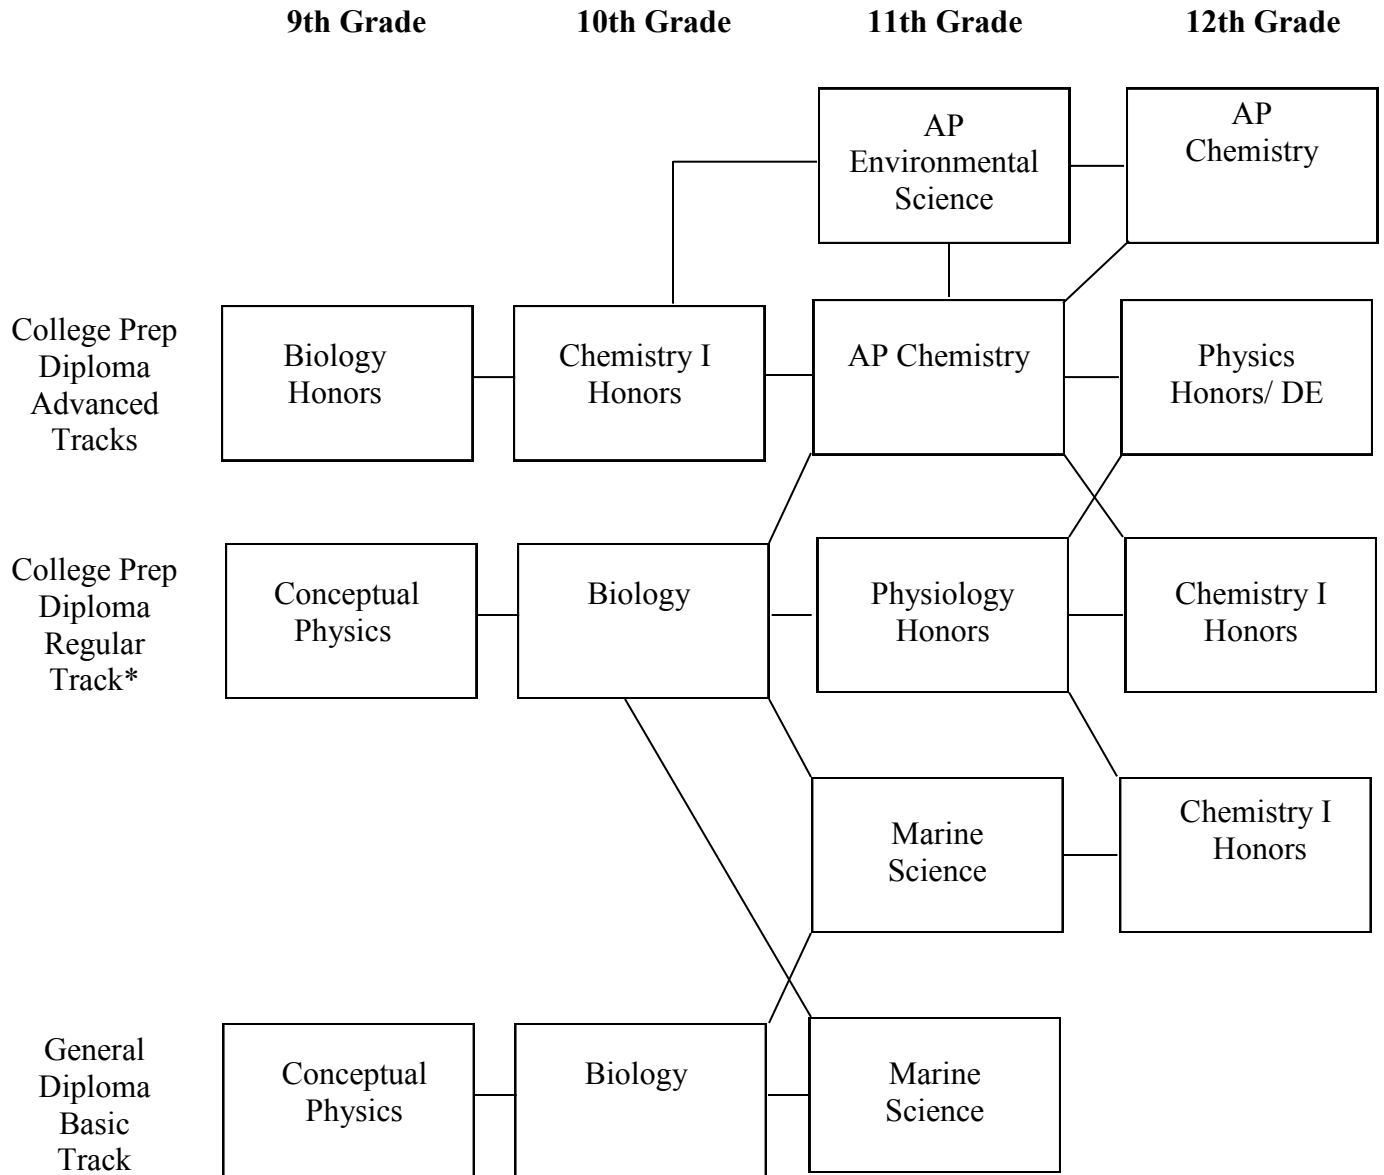 9th Grade
10th Grade
11th Grade
12th Grade
AP
Environmental
Science
AP
Chemistry
College Prep
Diploma
Advanced
Tracks
Biology
Honors
Chemistry I
Honors
AP Chemistry
Physics
Honors/ DE
College Prep
Diploma
Regular
Track*
Conceptual
Physics
Biology
Physiology
Honors
Chemistry I
Honors
Marine
Science
Chemistry I
Honors
General
Diploma
Basic
Track
Conceptual
Physics
Biology
Marine
Science